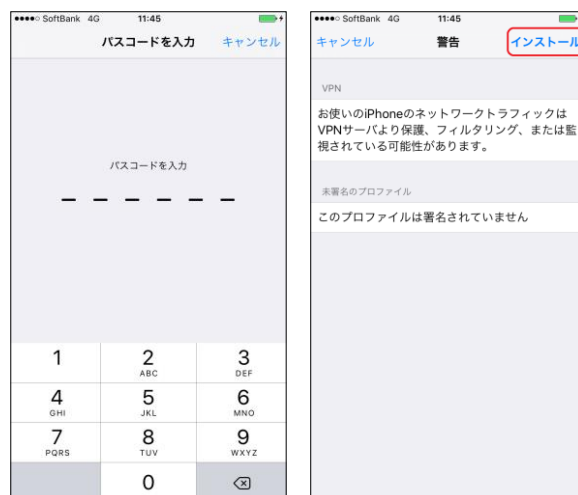 SoftBank 4G 11:45
パスコードを入力 キャンセル
パスコードを入力
1 2 3
ABC DEF
4 5 6
GHI JKL MNO
7 8 9
PQRS TUV WXYZ
0
SoftBank 4G 11:45
キャンセル 警告 インストール
VPN
お使いのiPhoneのネットワークトラフィックは
VPNサーバより保護、フィルタリング、または監
視されている可能性があります。
未署名のプロファイル
このプロファイルは署名されていません